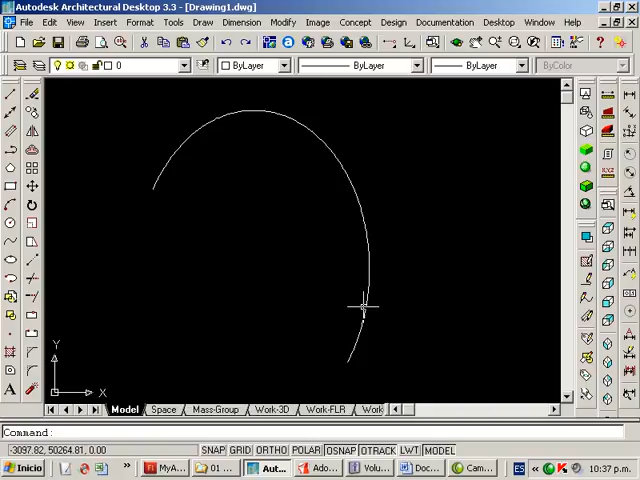 Autodesk Architectural Desktop 3.3 - [Drawing1.dwg]
File Edit View Insert Format Tools Draw Dimension Modify Image Concept Design Documentation Desktop Window Help
0 ByLayer ByLayer ByLayer ByColor
XYZ
Y
X
A
Model Space Mass-Group Work-3D Work-FLR Work
Command:
-3097.82, 50264.81, 0.00 SNAP GRID ORTHO POLAR OSNAP OTRACK LWT MODEL
Inicio » MyA... 01 ... Aut... Ado... Volu... Doc... Cam... ES 10:37 p.m.